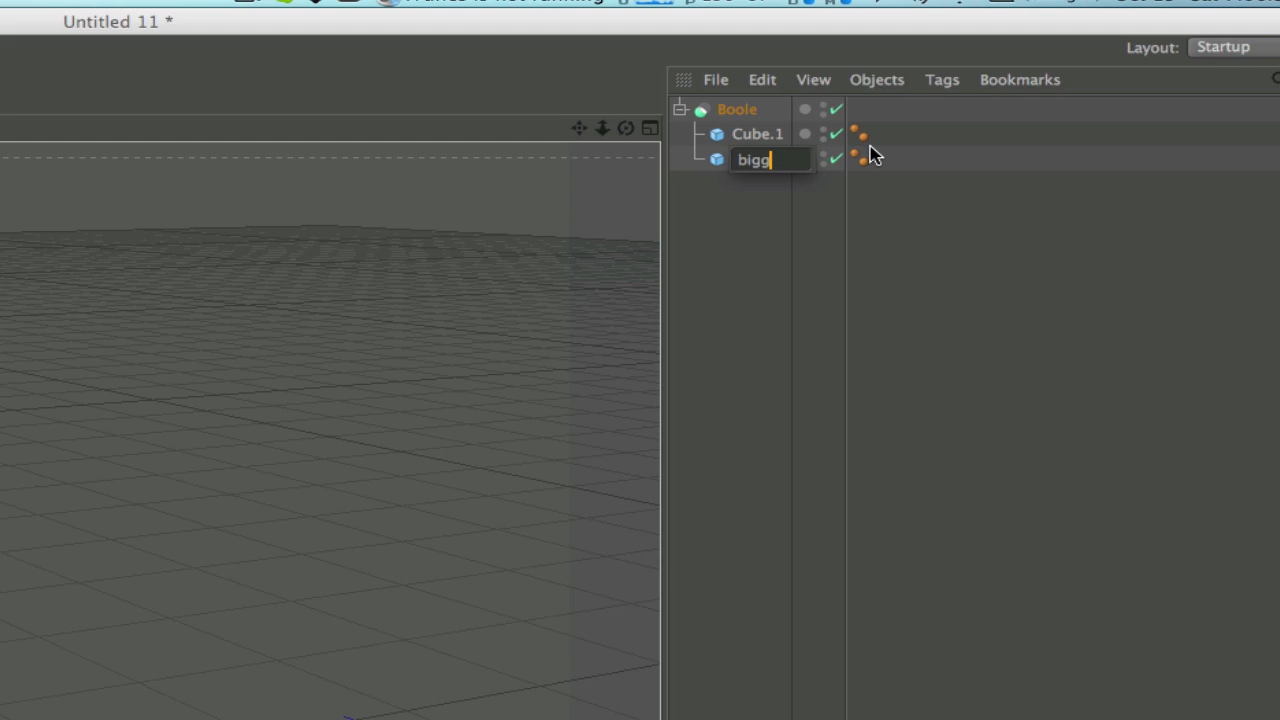 Untitled 11 *
Layout: Startup
File Edit View Objects Tags Bookmarks
Boole
Cube.1
bigg